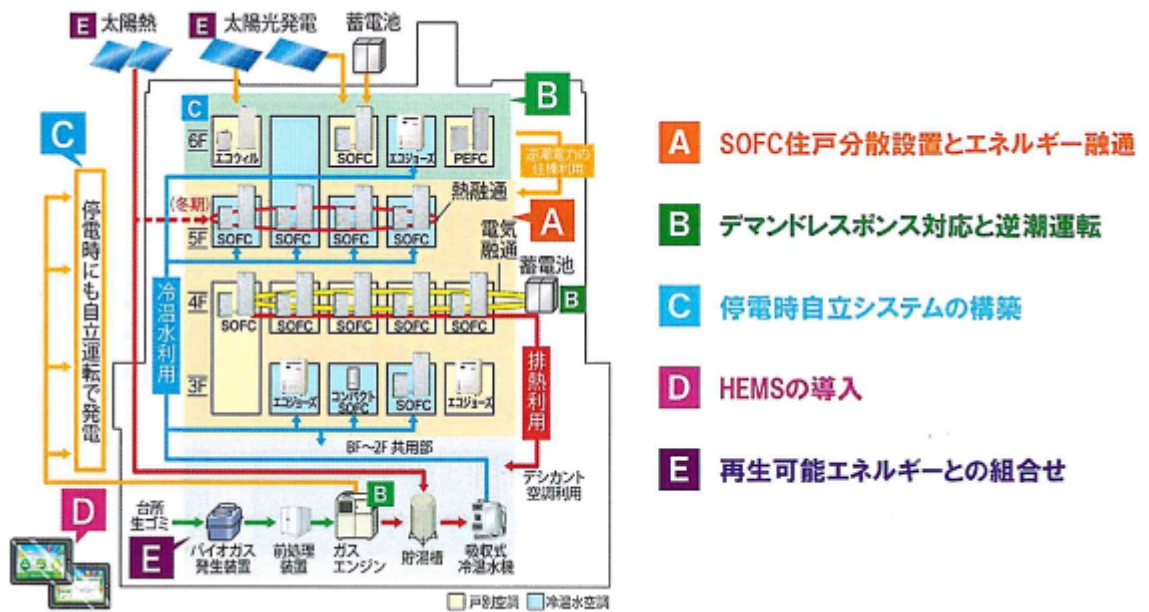 E 太陽熱
E 太陽光発電
蓄電池
B
C
6F
エコウィル
SOFC
エコジョーズ
PEFC
逆潮電力の
住棟利用
C
停電時にも自立運転で発電
(冬期)
熱融通
5F
SOFC
SOFC
SOFC
SOFC
A
電気
融通
蓄電池
B
冷温水利用
4F
SOFC
SOFC
SOFC
SOFC
SOFC
排熱利用
3F
エコジョーズ
コンパクト
SOFC
SOFC
エコジョーズ
BF～2F 共用部
デシカント
空調利用
D
台所
生ゴミ
B
E
バイオガス
発生装置
前処理
装置
ガス
エンジン
貯湯槽
吸収式
冷温水機
戸別空調
冷温水空調
A SOFC住戸分散設置とエネルギー融通
B デマンドレスポンス対応と逆潮運転
C 停電時自立システムの構築
D HEMSの導入
E 再生可能エネルギーとの組合せ